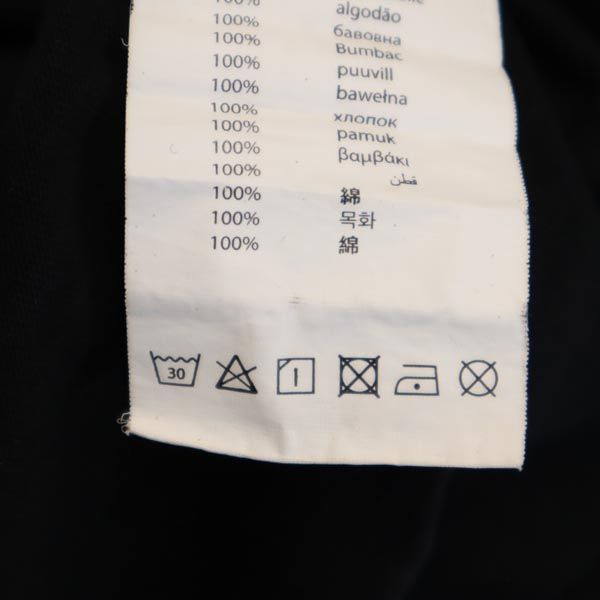 100% algodão
100% бавовна
100% Bumbac
100% puuvill
100% bawełna
100% хлопок
100% pamuk
100% βαμβάκι
100% قطن
100% 綿
100% 목화
100% 綿
30